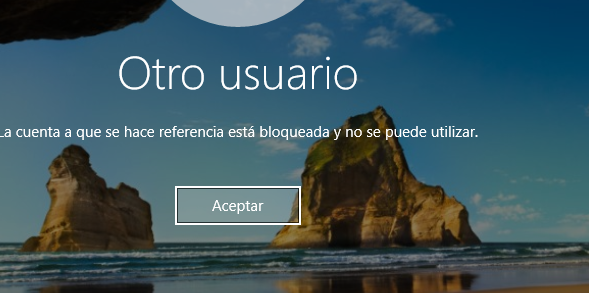 Otro usuario
La cuenta a que se hace referencia está bloqueada y no se puede utilizar.
Aceptar